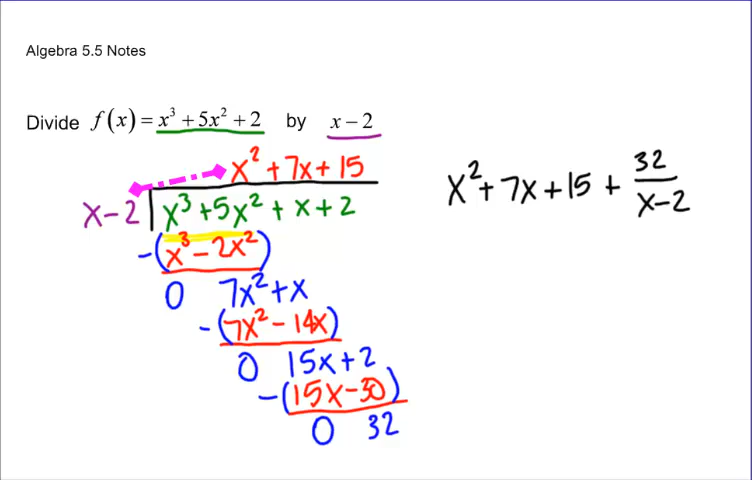 Algebra 5.5 Notes
Divide f(x) = x³ + 5x² + 2 by x − 2
x² + 7x + 15
x − 2 x³ + 5x² + x + 2
−(x³ − 2x²)
0 7x² + x
−(7x² − 14x)
0 15x + 2
−(15x − 30)
0 32
x² + 7x + 15 + 32/(x−2)